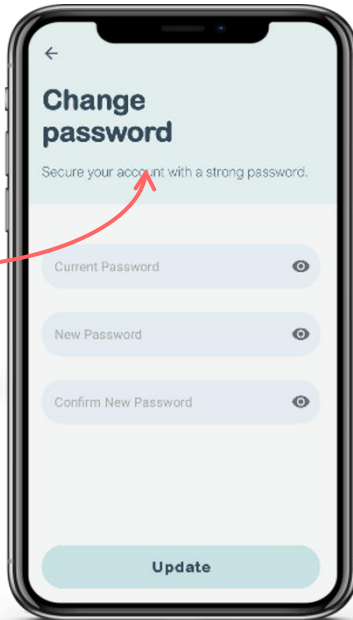 Change
password
Secure your account with a strong password.
Current Password
New Password
Confirm New Password
Update